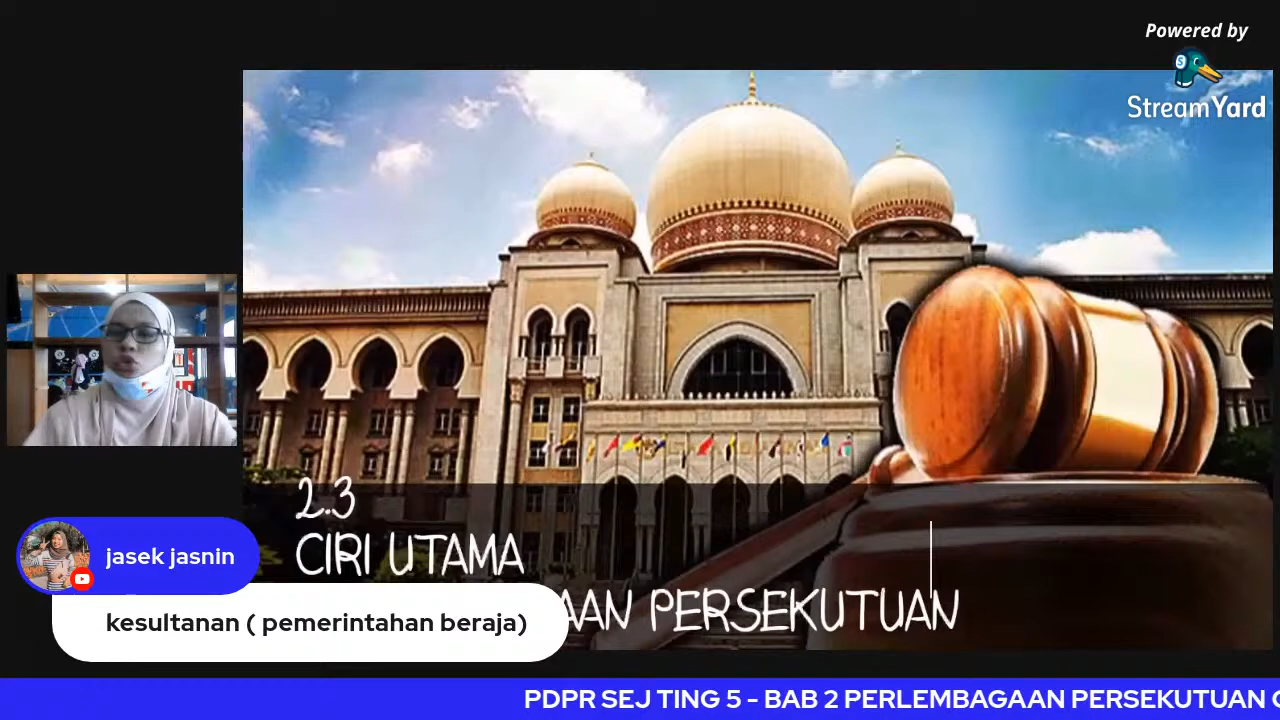 Powered by
StreamYard
2.3
CIRI UTAMA
AAN PERSEKUTUAN
jasek jasnin
kesultanan ( pemerintahan beraja)
PDPR SEJ TING 5 - BAB 2 PERLEMBAGAAN PERSEKUTUAN